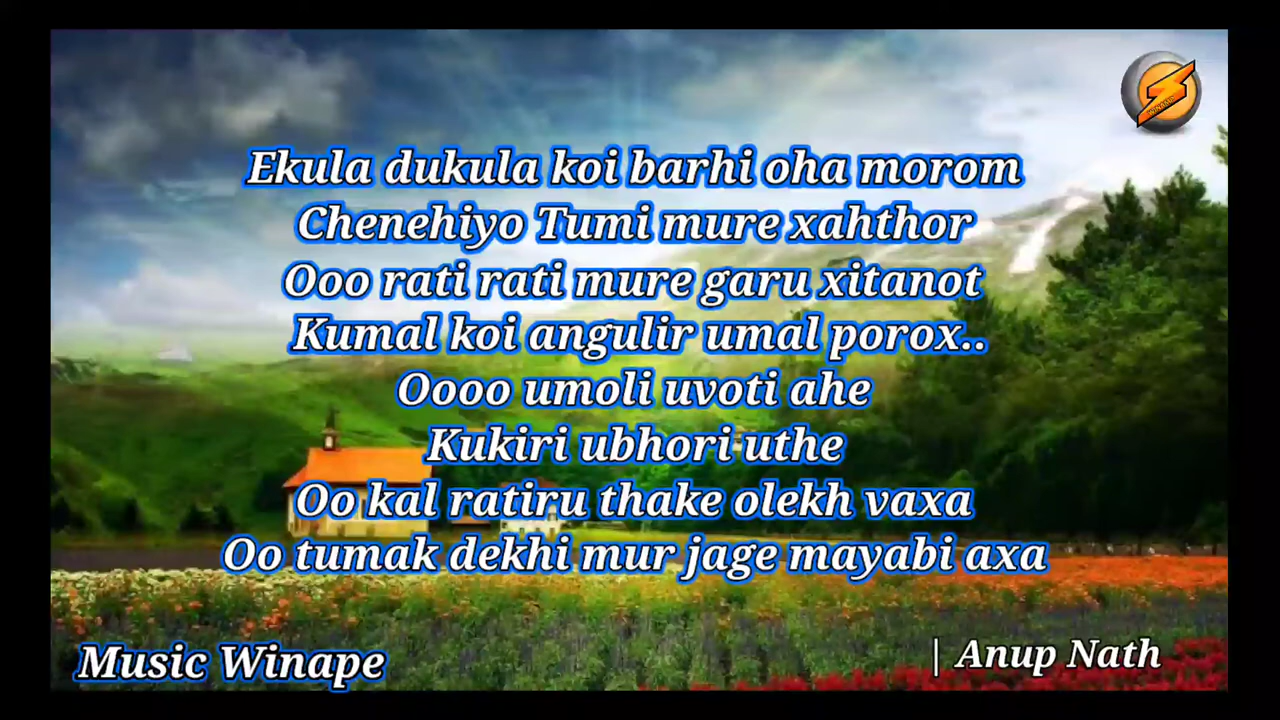 Ekula dukula koi barhi oha morom
Chenehiyo Tumi mure xahthor
Ooo rati rati mure garu xitanot
Kumal koi angulir umal porox..
Oooo umoli uvoti ahe
Kukiri ubhori uthe
Oo kal ratiru thake olekh vaxa
Oo tumak dekhi mur jage mayabi axa
Music Winape
| Anup Nath